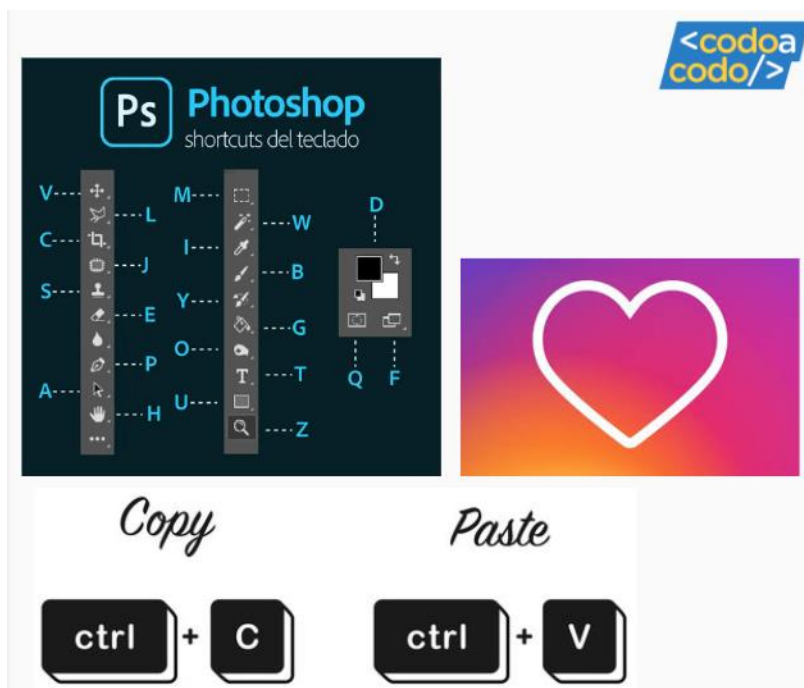 <codoa
codo/>
Ps Photoshop
shortcuts del teclado
V
L
C
J
S
E
P
A
H
M
W
I
B
Y
G
O
T
T
U
Z
D
Q F
Copy Paste
ctrl + C ctrl + V